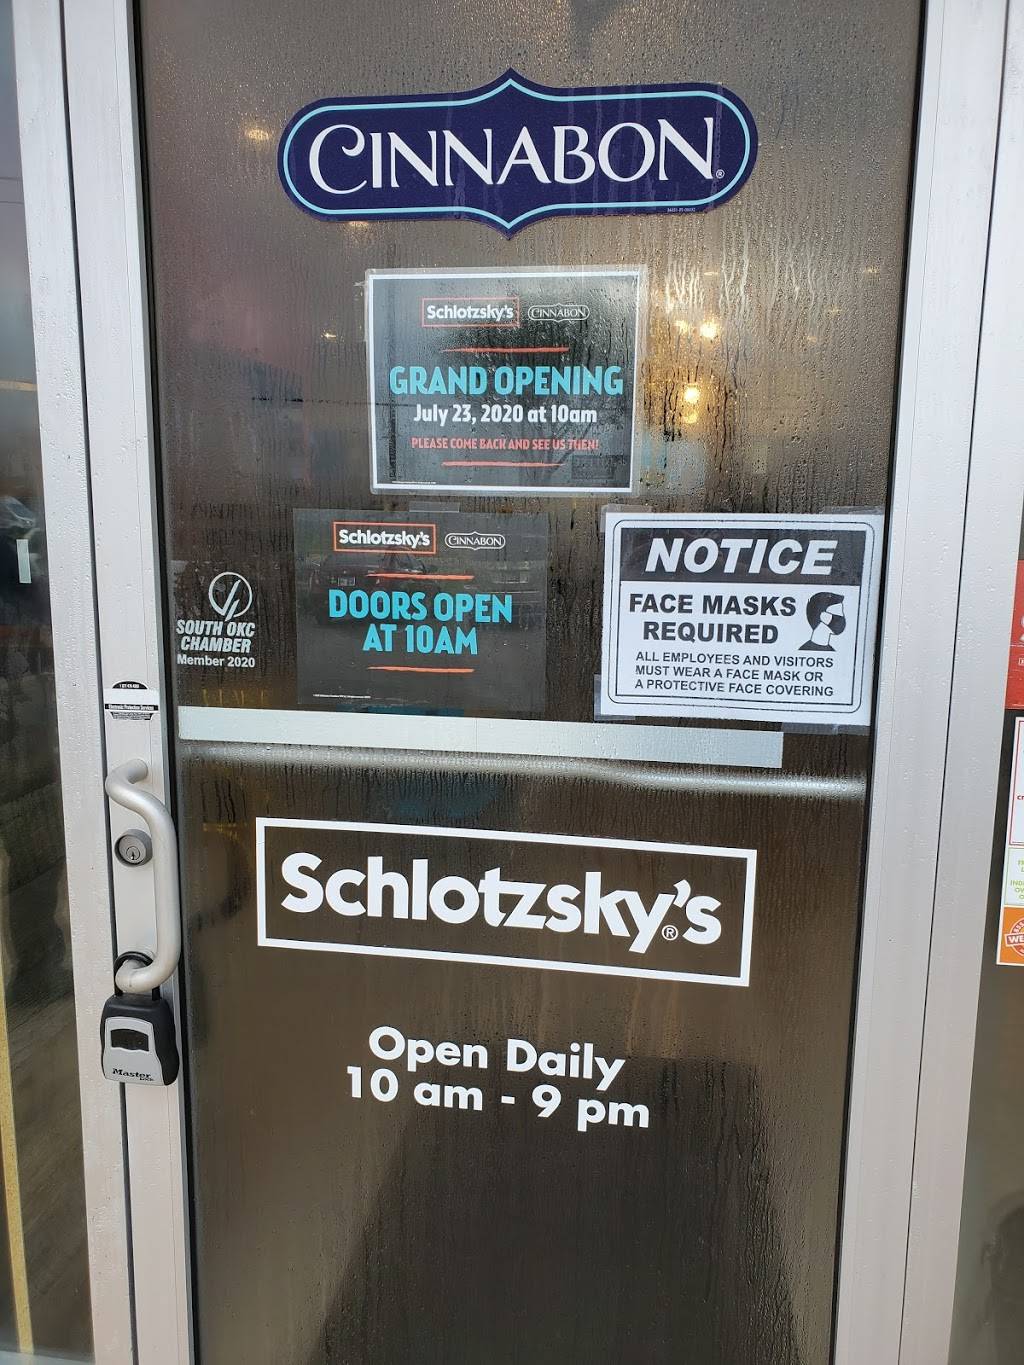 CINNABON®
Schlotzsky's CINNABON
GRAND OPENING
July 23, 2020 at 10am
PLEASE COME BACK AND SEE US THEN!
Schlotzsky's CINNABON
DOORS OPEN
AT 10AM
NOTICE
FACE MASKS
REQUIRED
ALL EMPLOYEES AND VISITORS
MUST WEAR A FACE MASK OR
A PROTECTIVE FACE COVERING
SOUTH OKC
CHAMBER
Member 2020
Schlotzsky's®
Open Daily
10 am - 9 pm
Master